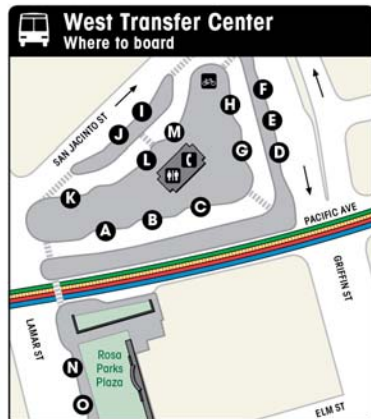 West Transfer Center
Where to board
SAN JACINTO ST
F
I
H
J
E
M
L
G
D
K
C
B
A
PACIFIC AVE
GRIFFIN ST
LAMAR ST
Rosa
Parks
Plaza
N
O
ELM ST